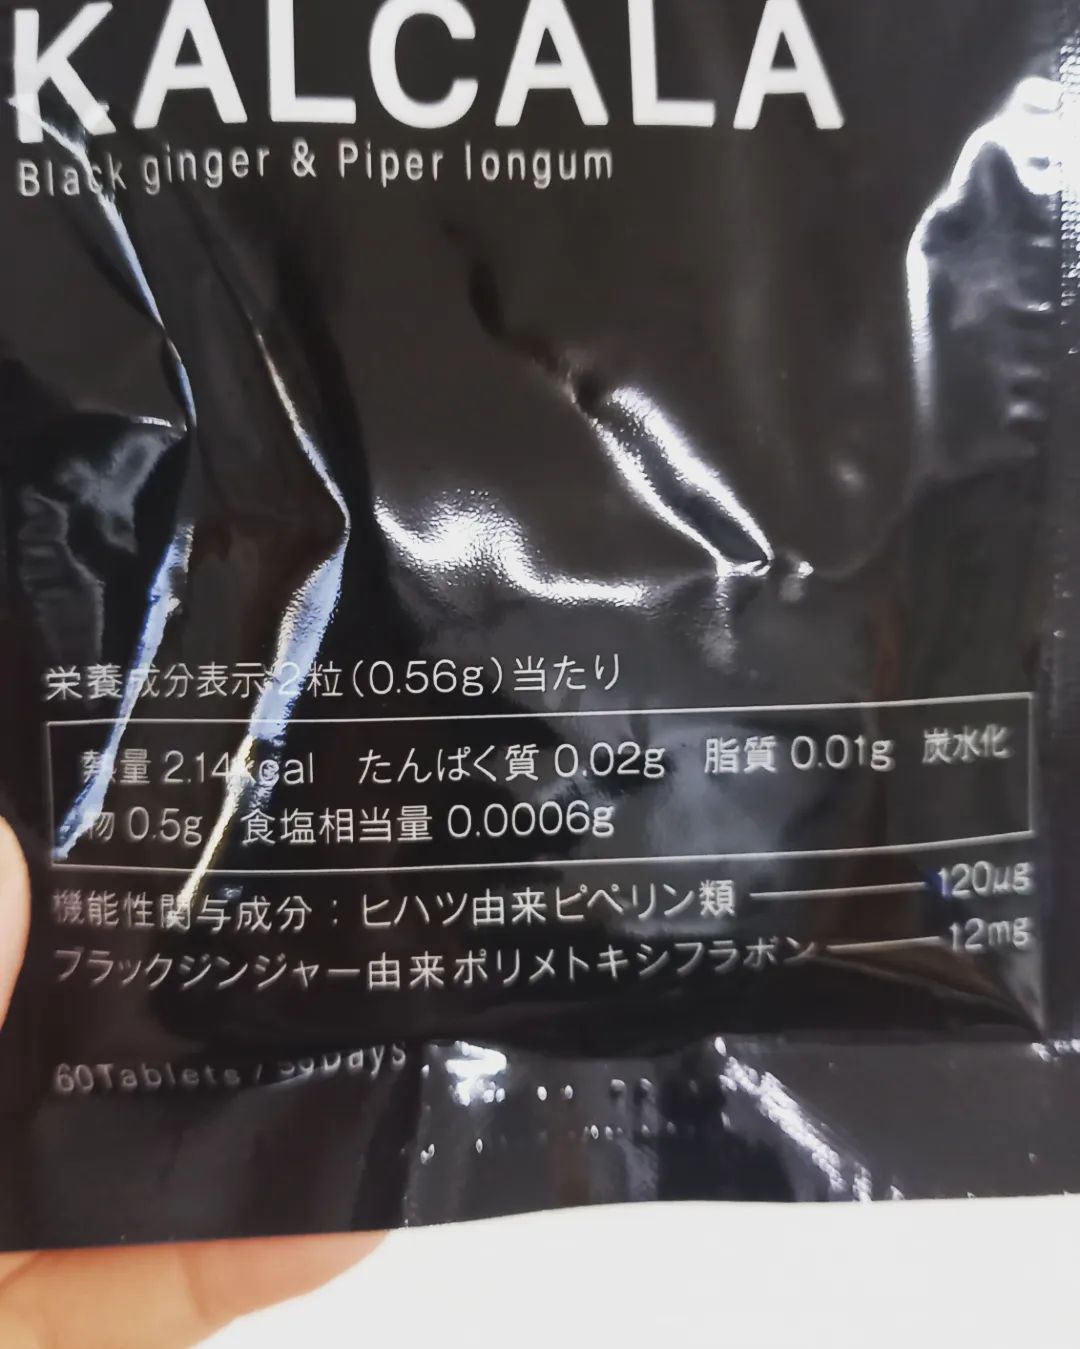 KALCALA
Black ginger & Piper longum
栄養成分表示 2粒(0.56g)当たり
熱量 2.14kcal たんぱく質 0.02g 脂質 0.01g 炭水化
物 0.5g 食塩相当量 0.0006g
機能性関与成分：ヒハツ由来ピペリン類 120μg
ブラックジンジャー由来ポリメトキシフラボン 12mg
60Tablets / 30Days